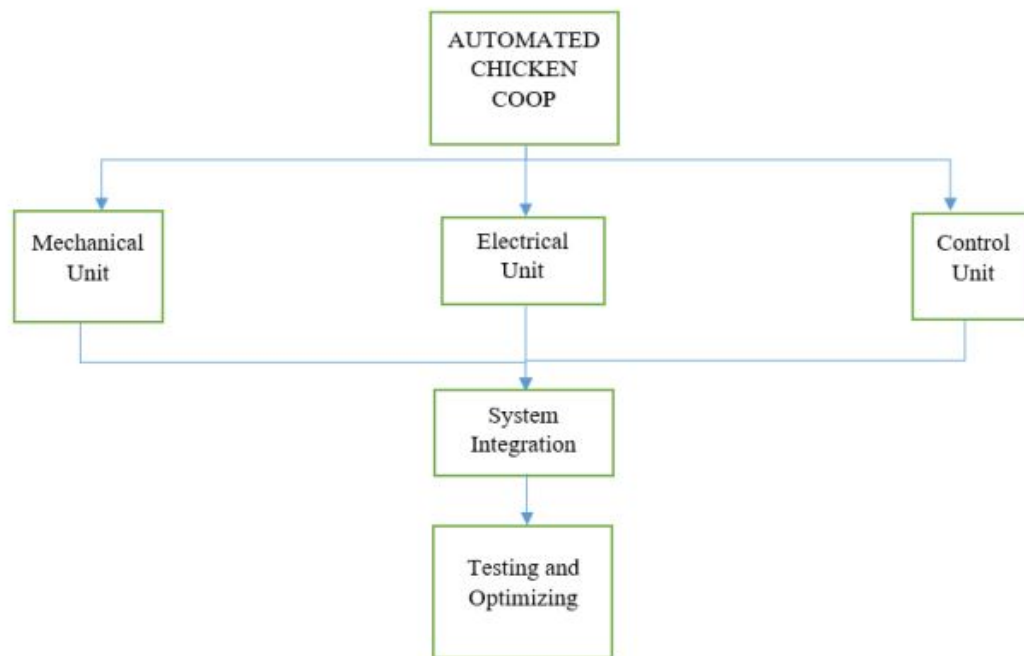 AUTOMATED
CHICKEN
COOP
Mechanical
Unit
Electrical
Unit
Control
Unit
System
Integration
Testing and
Optimizing